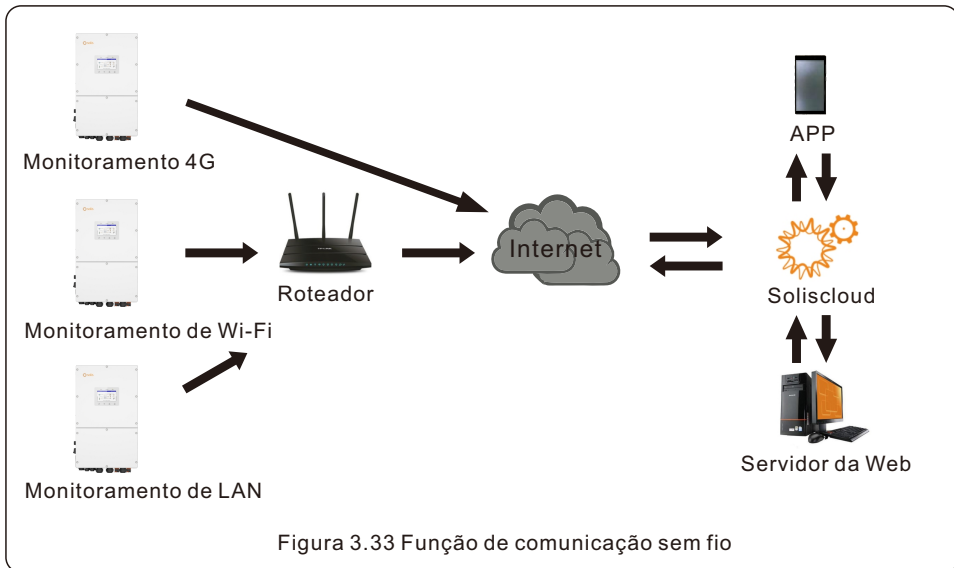 Monitoramento 4G
APP
Internet
Roteador
Soliscloud
Monitoramento de Wi-Fi
Servidor da Web
Monitoramento de LAN
Figura 3.33 Função de comunicação sem fio